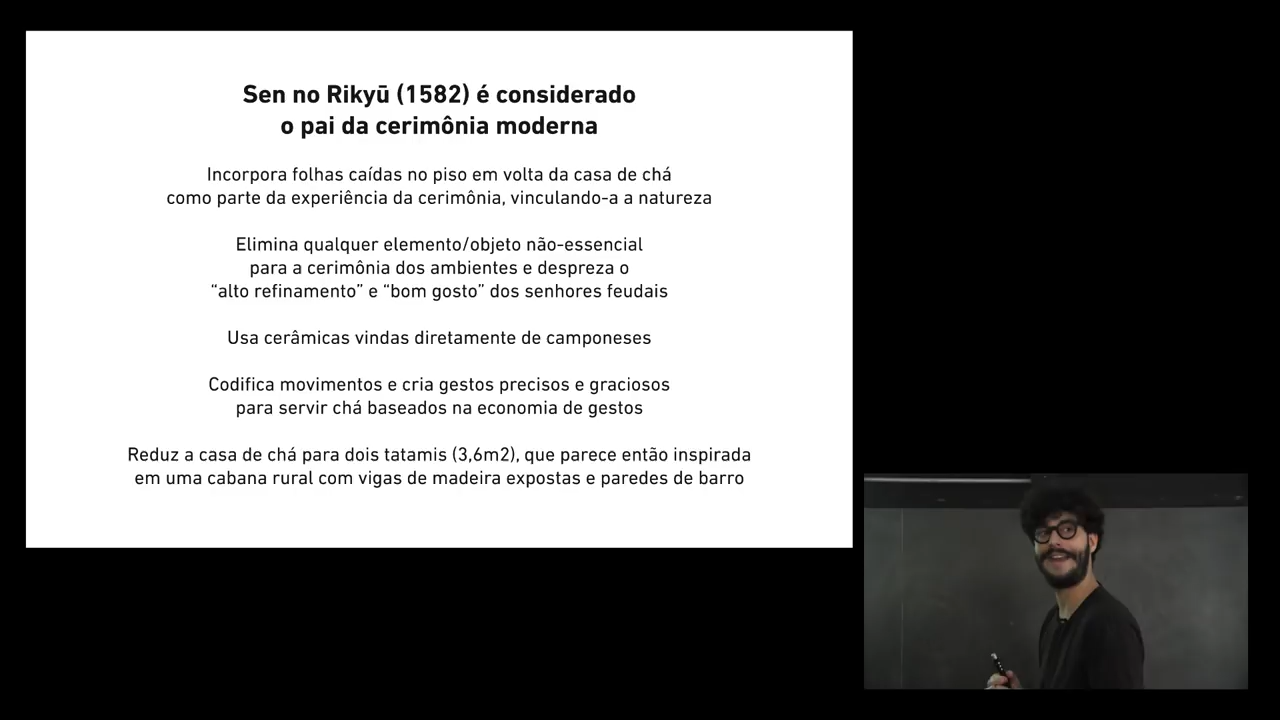 Sen no Rikyū (1582) é considerado
o pai da cerimônia moderna
Incorpora folhas caídas no piso em volta da casa de chá
como parte da experiência da cerimônia, vinculando-a a natureza
Elimina qualquer elemento/objeto não-essencial
para a cerimônia dos ambientes e despreza o
“alto refinamento” e “bom gosto” dos senhores feudais
Usa cerâmicas vindas diretamente de camponeses
Codifica movimentos e cria gestos precisos e graciosos
para servir chá baseados na economia de gestos
Reduz a casa de chá para dois tatamis (3,6m2), que parece então inspirada
em uma cabana rural com vigas de madeira expostas e paredes de barro